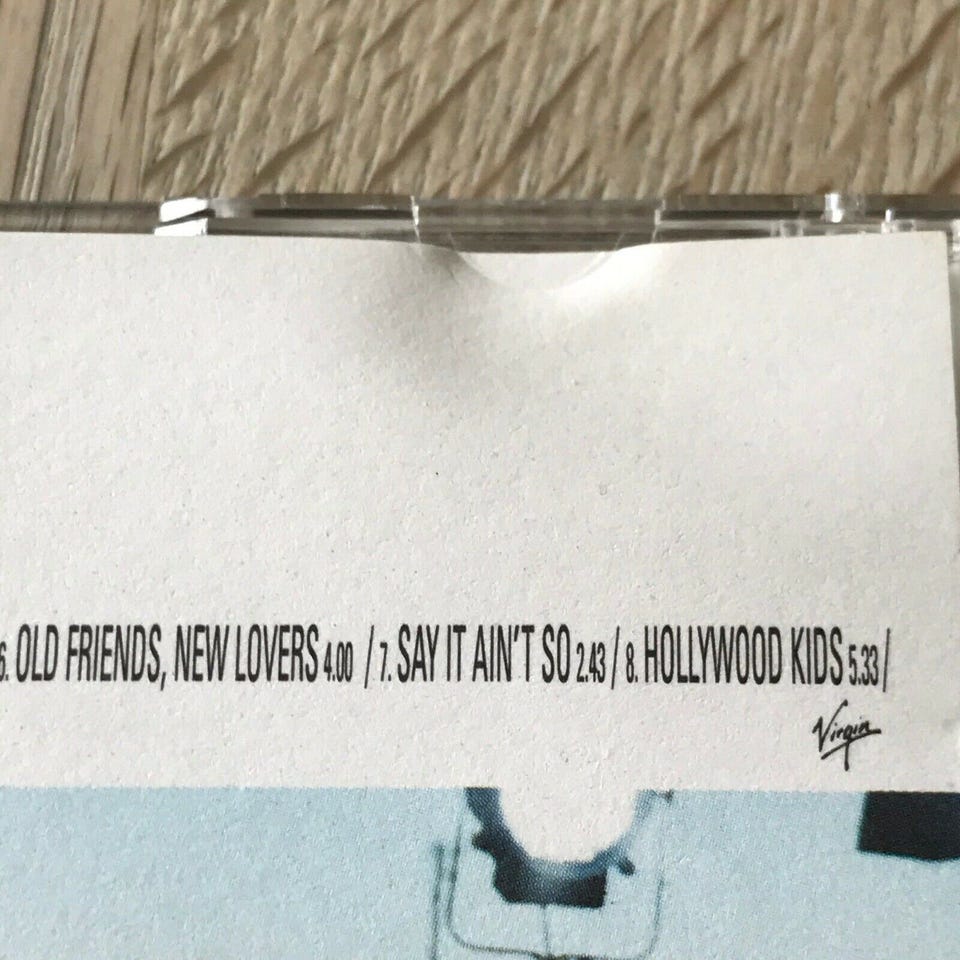 6. OLD FRIENDS, NEW LOVERS 4.00 / 7. SAY IT AIN'T SO 2.43 / 8. HOLLYWOOD KIDS 5.33 /
Virgin